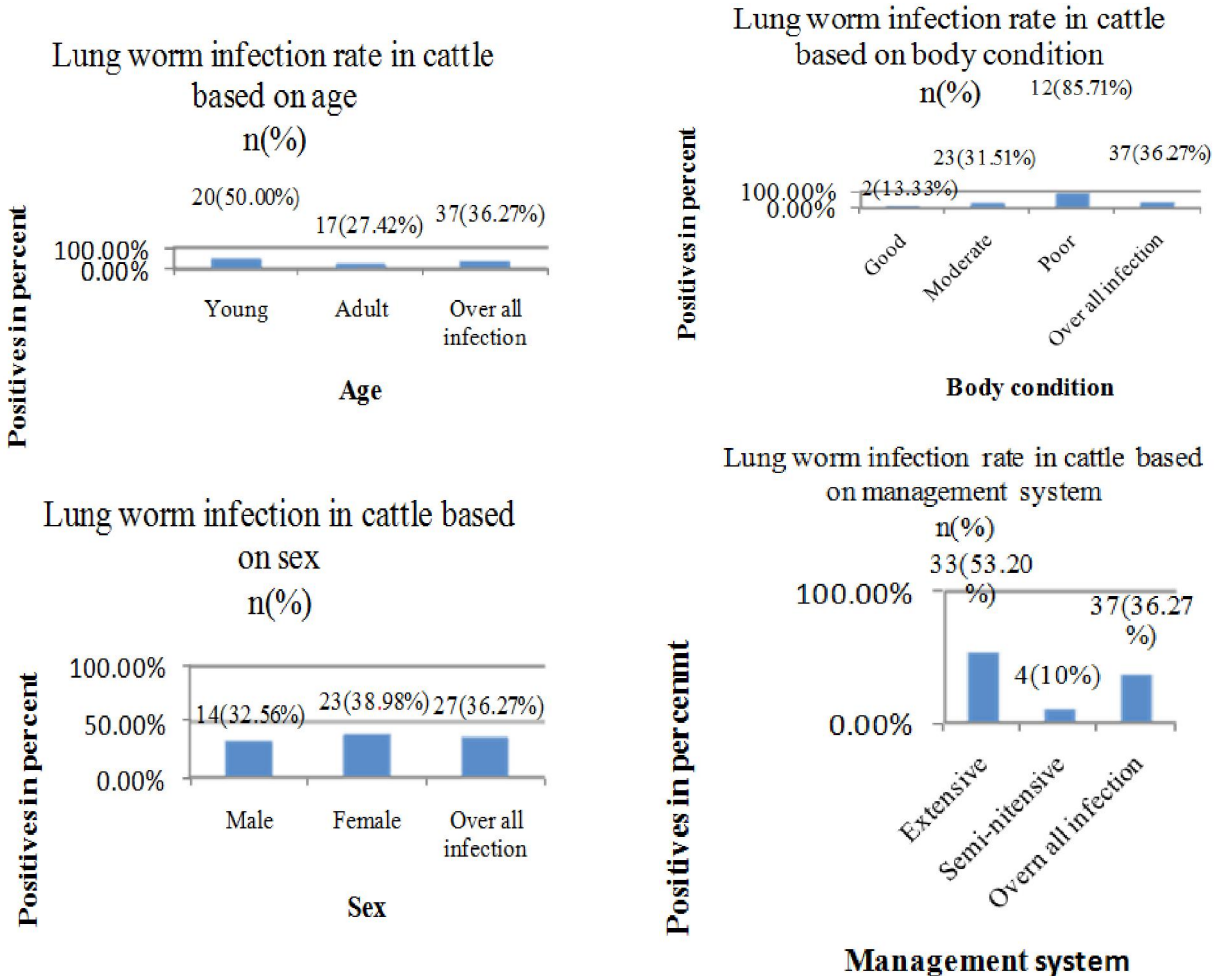 Lung worm infection rate in cattle
based on age
n(%)
20(50.00%)
17(27.42%)
37(36.27%)
100.00%
0.00%
Positives in percent
Young
Adult
Over all
infection
Age
Lung worm infection rate in cattle
based on body condition
n(%)
12(85.71%)
23(31.51%)
37(36.27%)
2(13.33%)
100.00%
0.00%
Positives in percent
Good
Moderate
Poor
Over all infection
Body condition
Lung worm infection in cattle based
on sex
n(%)
100.00%
50.00%
0.00%
14(32.56%)
23(38.98%)
27(36.27%)
Positives in percent
Male
Female
Over all
infection
Sex
Lung worm infection rate in cattle based
on management system
n(%)
33(53.20
%)
100.00%
37(36.27
%)
4(10%)
0.00%
Positives in percenmt
Extensive
Semi-nitensive
Overn all infection
Management system